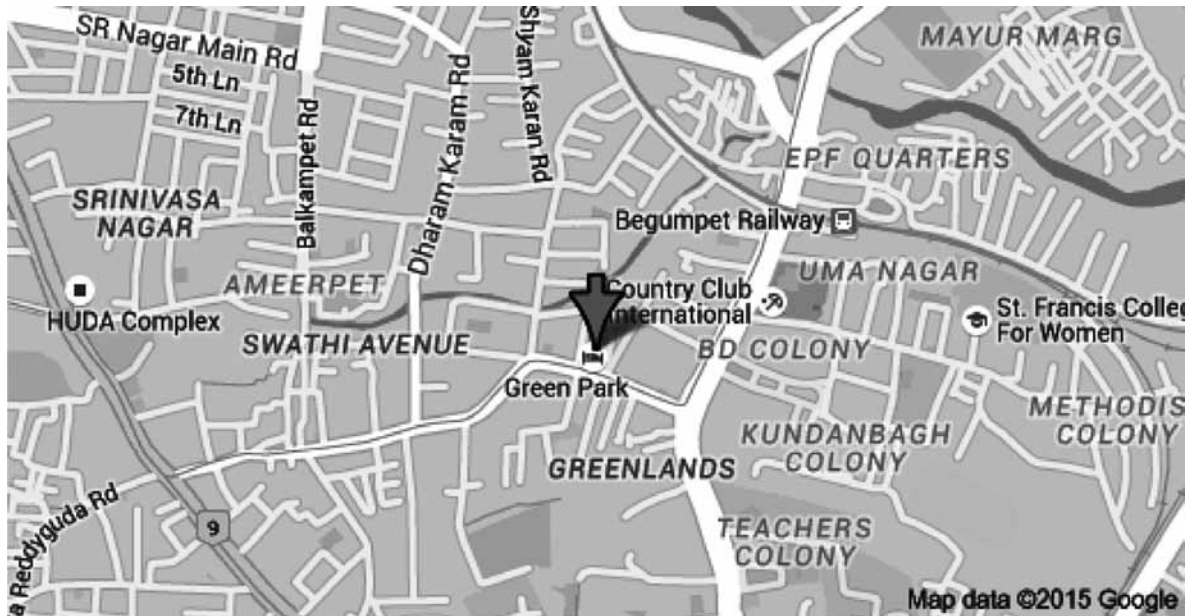 SR Nagar Main Rd
5th Ln
7th Ln
Balkampet Rd
Dharam Karam Rd
Shyam Karan Rd
MAYUR MARG
EPF QUARTERS
SRINIVASA
NAGAR
Begumpet Railway
UMA NAGAR
AMEERPET
HUDA Complex
SWATHI AVENUE
Country Club
International
St. Francis Colleg
For Women
BD COLONY
Green Park
METHODIS
COLONY
KUNDANBAGH
COLONY
GREENLANDS
a Reddyguda Rd
9
TEACHERS
COLONY
Map data ©2015 Google